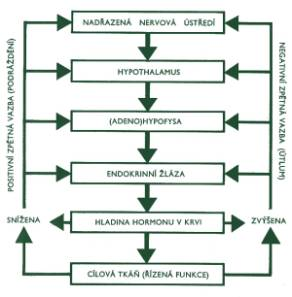 NADŘAZENÁ NERVOVÁ ÚSTŘEDÍ
HYPOTHALAMUS
(ADENO)HYPOFYSA
ENDOKRINNÍ ŽLÁZA
SNÍŽENA
HLADINA HORMONU V KRVI
ZVÝŠENA
CÍLOVÁ TKÁŇ (ŘÍZENÁ FUNKCE)
POSITIVNÍ ZPĚTNÁ VAZBA (PODRÁŽDĚNÍ)
NEGATIVNÍ ZPĚTNÁ
VAZBA (ÚTLUM)